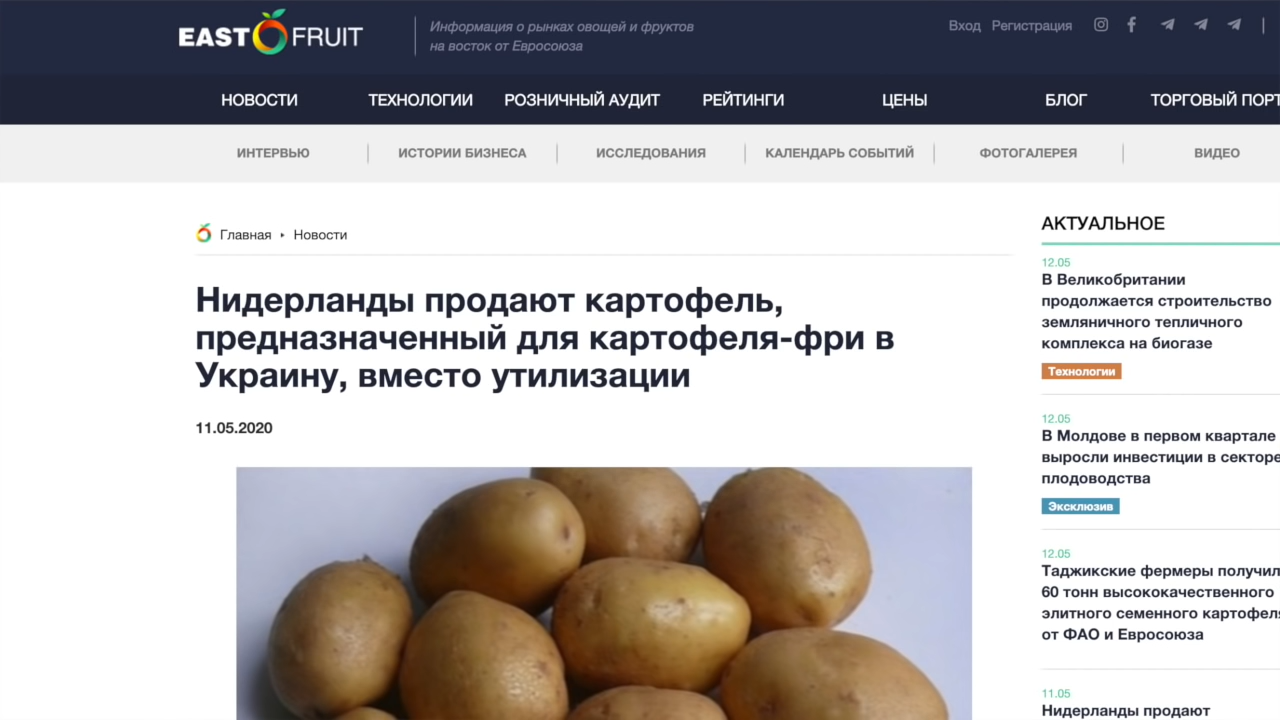 EAST FRUIT
Информация о рынках овощей и фруктов
на восток от Евросоюза
Вход Регистрация
НОВОСТИ ТЕХНОЛОГИИ РОЗНИЧНЫЙ АУДИТ РЕЙТИНГИ ЦЕНЫ БЛОГ ТОРГОВЫЙ ПОРТ
ИНТЕРВЬЮ ИСТОРИИ БИЗНЕСА ИССЛЕДОВАНИЯ КАЛЕНДАРЬ СОБЫТИЙ ФОТОГАЛЕРЕЯ ВИДЕО
Главная Новости
Нидерланды продают картофель,
предназначенный для картофеля-фри в
Украину, вместо утилизации
11.05.2020
АКТУАЛЬНОЕ
12.05
В Великобритании
продолжается строительство
земляничного тепличного
комплекса на биогазе
Технологии
12.05
В Молдове в первом квартале
выросли инвестиции в секторе
плодоводства
Эксклюзив
12.05
Таджикские фермеры получил
60 тонн высококачественного
элитного семенного картофеля
от ФАО и Евросоюза
11.05
Нидерланды продают